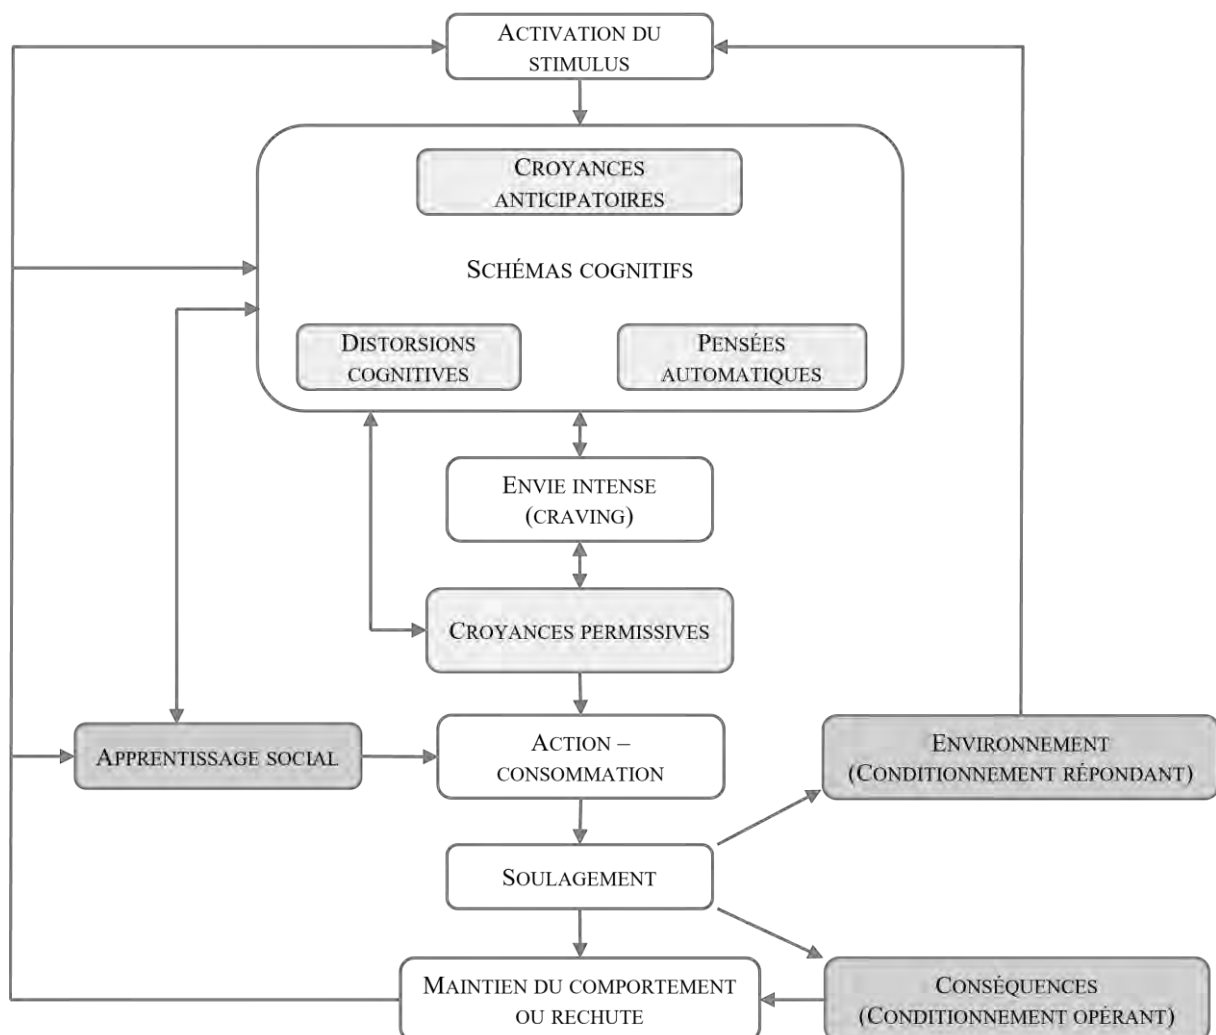 ACTIVATION DU
STIMULUS
CROYANCES
ANTICIPATOIRES
SCHÉMAS COGNITIFS
DISTORSIONS
COGNITIVES
PENSÉES
AUTOMATIQUES
ENVIE INTENSE
(CRAVING)
CROYANCES PERMISSIVES
APPRENTISSAGE SOCIAL
ACTION –
CONSOMMATION
ENVIRONNEMENT
(CONDITIONNEMENT RÉPONDANT)
SOULAGEMENT
MAINTIEN DU COMPORTEMENT
OU RECHUTE
CONSÉQUENCES
(CONDITIONNEMENT OPÉRANT)